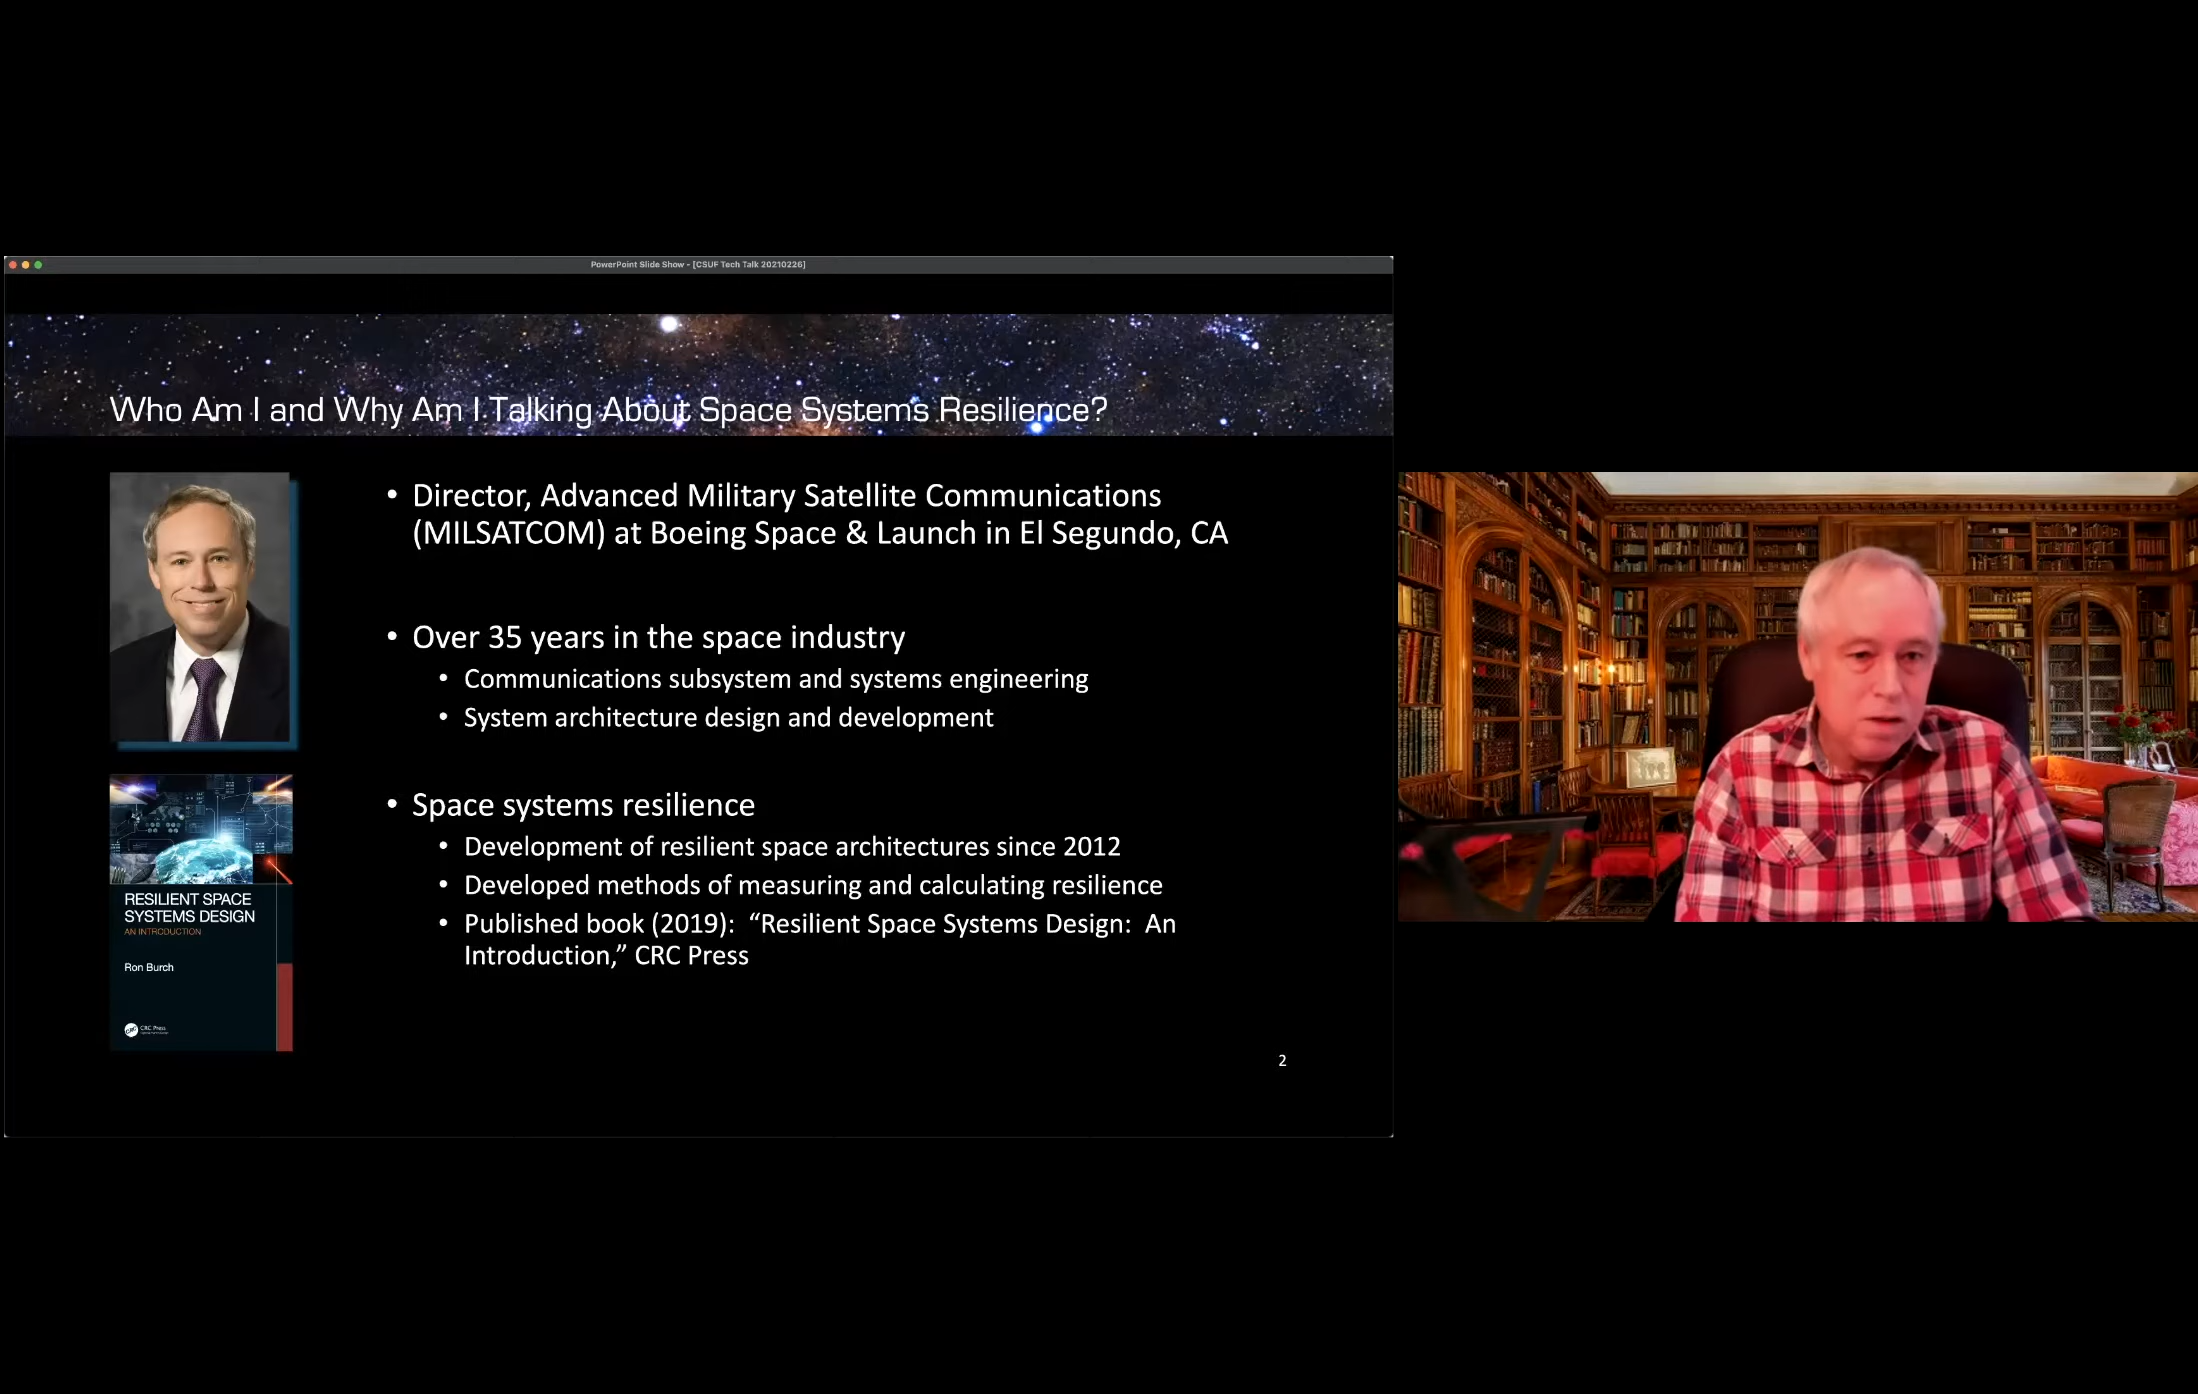 PowerPoint Slide Show - [CSUF Tech Talk 20210226]
Who Am I and Why Am I Talking About Space Systems Resilience?
• Director, Advanced Military Satellite Communications
(MILSATCOM) at Boeing Space & Launch in El Segundo, CA
• Over 35 years in the space industry
• Communications subsystem and systems engineering
• System architecture design and development
• Space systems resilience
• Development of resilient space architectures since 2012
• Developed methods of measuring and calculating resilience
• Published book (2019): “Resilient Space Systems Design: An
Introduction,” CRC Press
RESILIENT SPACE
SYSTEMS DESIGN
AN INTRODUCTION
Ron Burch
CRC CRC Press
2